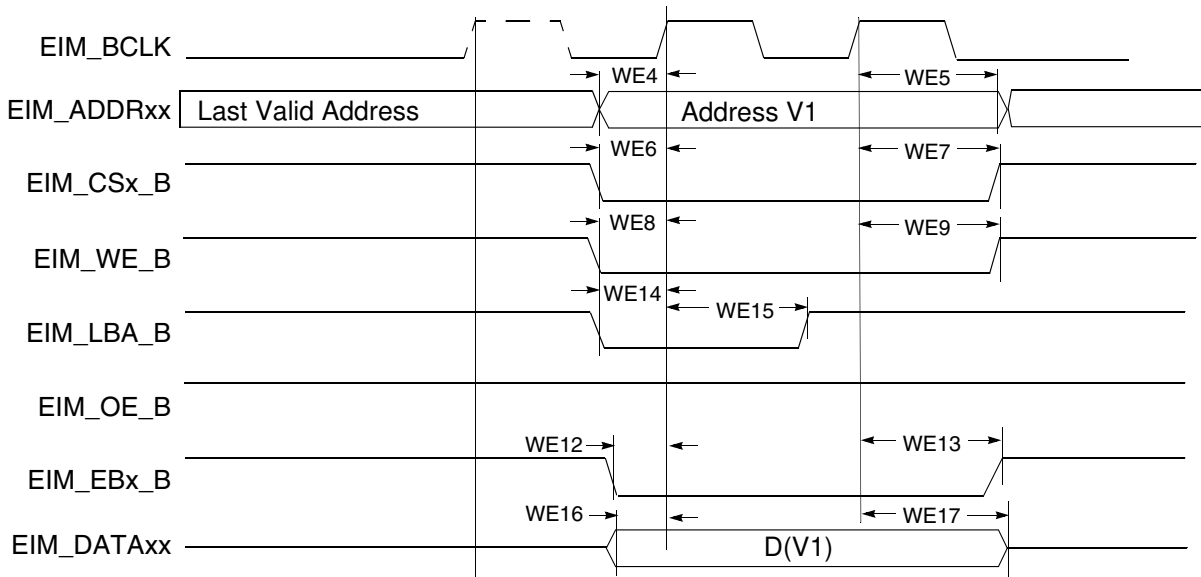 EIM_BCLK
WE4
WE5
EIM_ADDRxx
Last Valid Address
Address V1
WE6
WE7
EIM_CSx_B
WE8
WE9
EIM_WE_B
WE14
WE15
EIM_LBA_B
EIM_OE_B
WE12
WE13
EIM_EBx_B
WE16
WE17
EIM_DATAxx
D(V1)